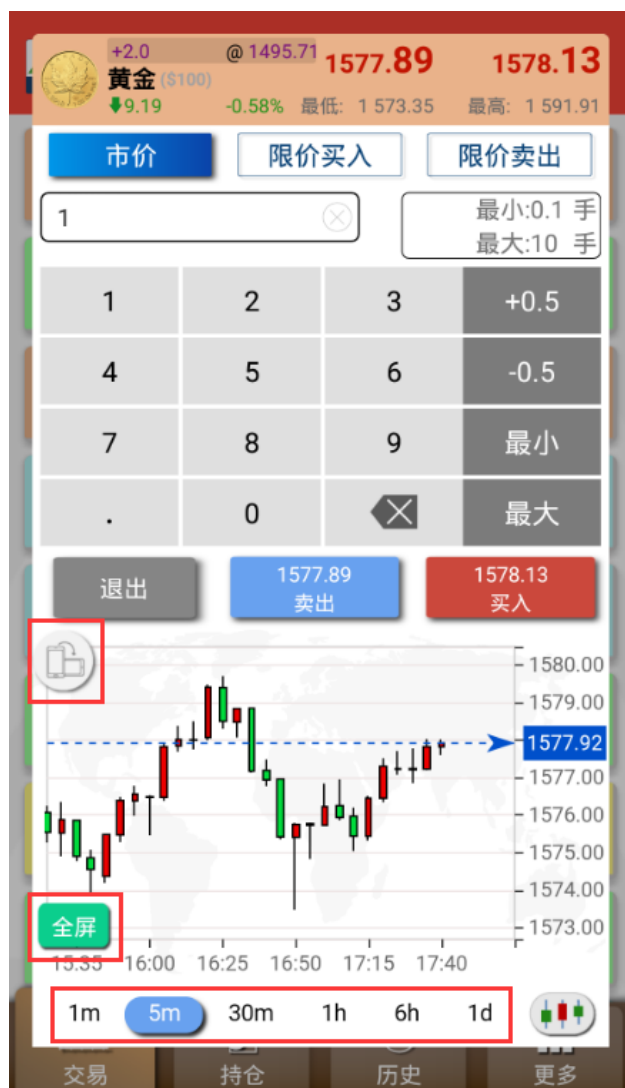 +2.0 @ 1495.71 1577.89 1578.13
黄金 ($100)
9.19 -0.58% 最低: 1 573.35 最高: 1 591.91
市价 限价买入 限价卖出
1 最小:0.1 手
最大:10 手
1 2 3 +0.5
4 5 6 -0.5
7 8 9 最小
. 0 最大
退出 1577.89 1578.13
卖出 买入
1580.00
1579.00
1577.92
1577.00
1576.00
1575.00
1574.00
全屏 1573.00
15:35 16:00 16:25 16:50 17:15 17:40
1m 5m 30m 1h 6h 1d
交易 持仓 历史 更多